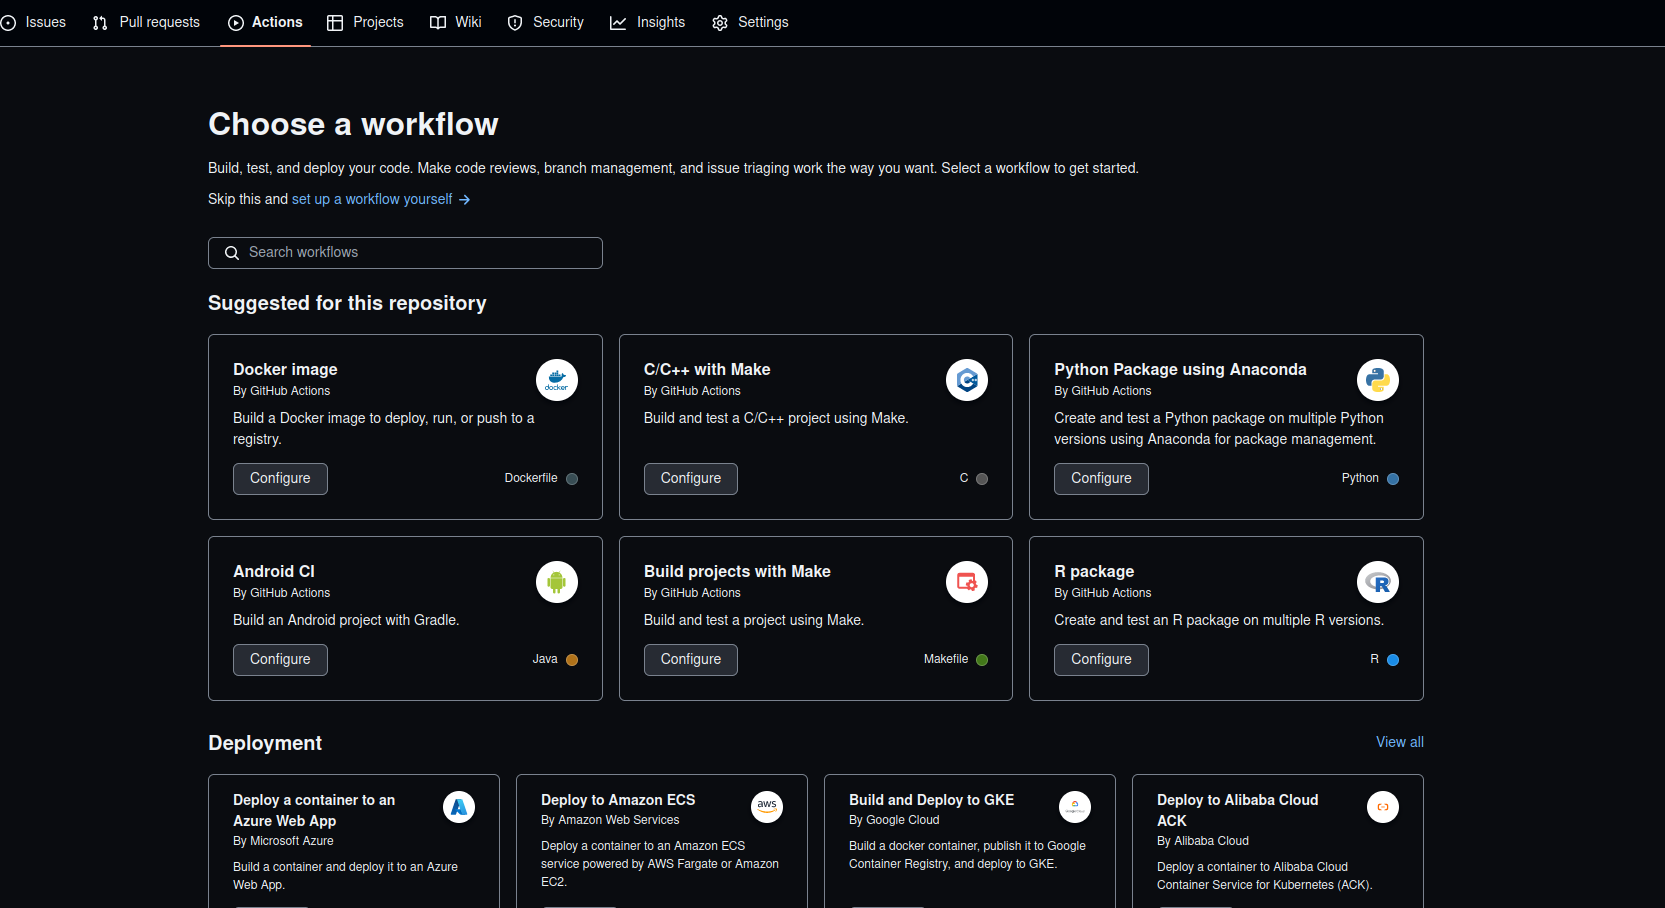 Issues Pull requests Actions Projects Wiki Security Insights Settings
Choose a workflow
Build, test, and deploy your code. Make code reviews, branch management, and issue triaging work the way you want. Select a workflow to get started.
Skip this and set up a workflow yourself →
Search workflows
Suggested for this repository
Docker image
By GitHub Actions
Build a Docker image to deploy, run, or push to a
registry.
Configure
Dockerfile
docker
C/C++ with Make
By GitHub Actions
Build and test a C/C++ project using Make.
Configure
C
Python Package using Anaconda
By GitHub Actions
Create and test a Python package on multiple Python
versions using Anaconda for package management.
Configure
Python
Android CI
By GitHub Actions
Build an Android project with Gradle.
Configure
Java
Build projects with Make
By GitHub Actions
Build and test a project using Make.
Configure
Makefile
R package
By GitHub Actions
Create and test an R package on multiple R versions.
Configure
R
Deployment
View all
Deploy a container to an
Azure Web App
By Microsoft Azure
Build a container and deploy it to an Azure
Web App.
Deploy to Amazon ECS
aws
By Amazon Web Services
Deploy a container to an Amazon ECS
service powered by AWS Fargate or Amazon
EC2.
Build and Deploy to GKE
By Google Cloud
Build a docker container, publish it to Google
Container Registry, and deploy to GKE.
Deploy to Alibaba Cloud
ACK
By Alibaba Cloud
Deploy a container to Alibaba Cloud
Container Service for Kubernetes (ACK).